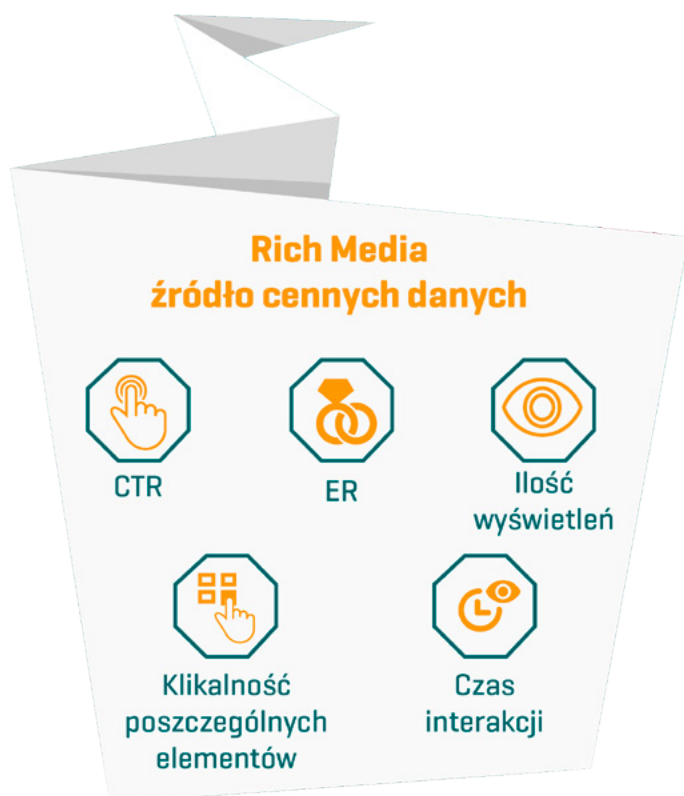 Rich Media
źródło cennych danych
CTR
ER
Ilość
wyświetleń
Klikalność
poszczególnych
elementów
Czas
interakcji